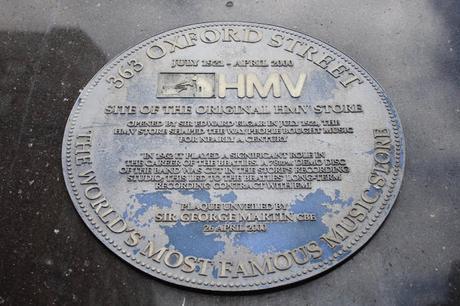 363 OXFORD STREET
JULY 1921 - APRIL 2000
HMV
SITE OF THE ORIGINAL HMV STORE
OPENED BY SIR EDWARD ELGAR IN JULY 1921, THE
HMV STORE SHAPED THE WAY PEOPLE BOUGHT MUSIC
FOR NEARLY A CENTURY
IN 1962 IT PLAYED A SIGNIFICANT ROLE IN
THE CAREER OF THE BEATLES. A 78RPM DEMO DISC
OF THE BAND WAS CUT IN THE STORE'S RECORDING
STUDIO - THIS LED TO THE BEATLES' LONG-TERM
RECORDING CONTRACT WITH EMI
PLAQUE UNVEILED BY
SIR GEORGE MARTIN CBE
26 APRIL 2000
THE WORLD'S MOST FAMOUS MUSIC STORE